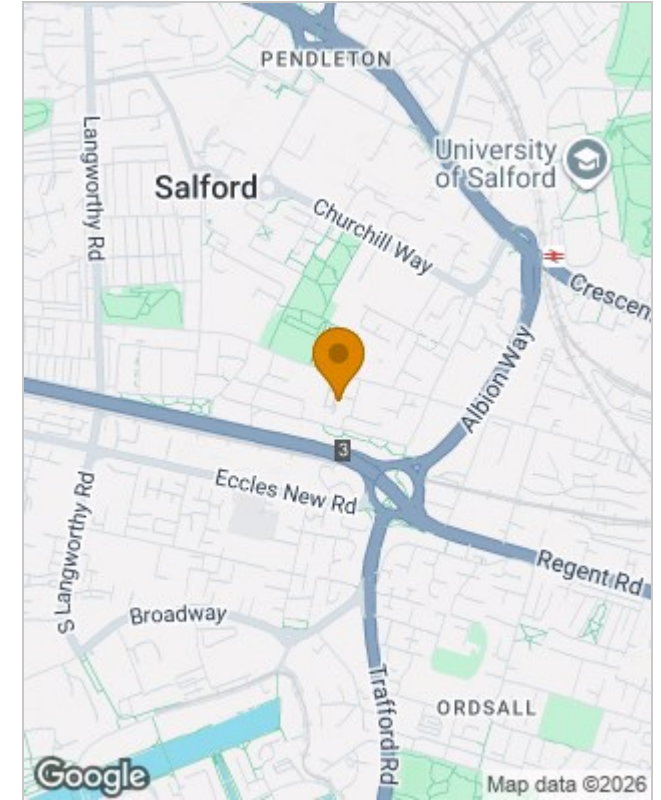 PENDLETON
Langworthy Rd
University
of Salford
Salford
Churchill Way
Crescen
Albion Way
3
Eccles New Rd
S Langworthy Rd
Regent Rd
Broadway
Trafford Rd
ORDSALL
Google
Map data ©2026